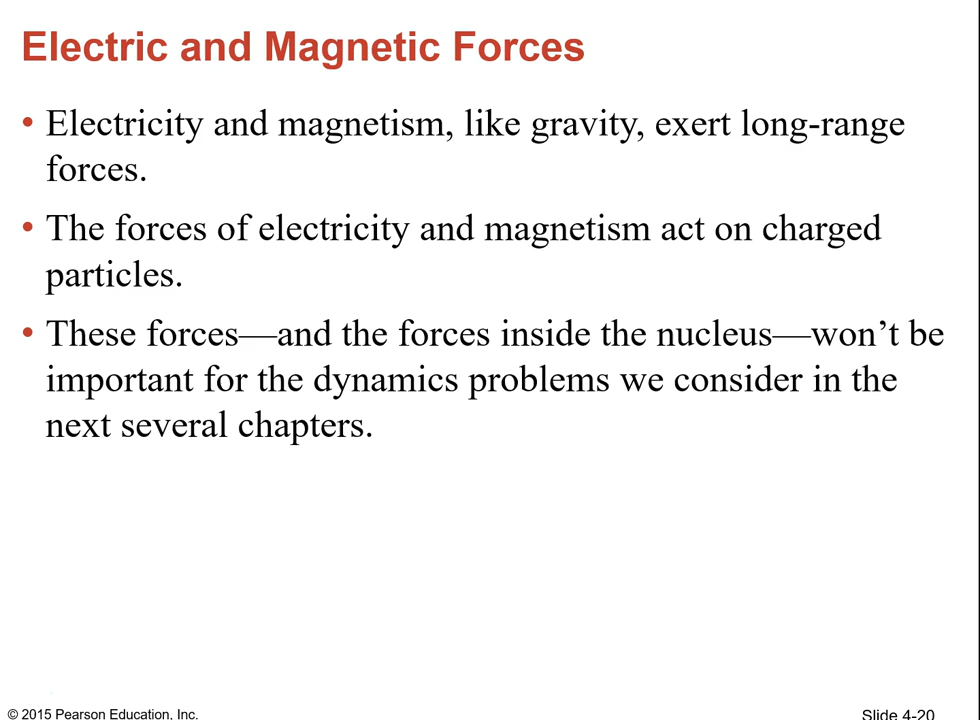 Electric and Magnetic Forces
• Electricity and magnetism, like gravity, exert long-range
forces.
• The forces of electricity and magnetism act on charged
particles.
• These forces—and the forces inside the nucleus—won’t be
important for the dynamics problems we consider in the
next several chapters.
© 2015 Pearson Education, Inc.
Slide 4-20